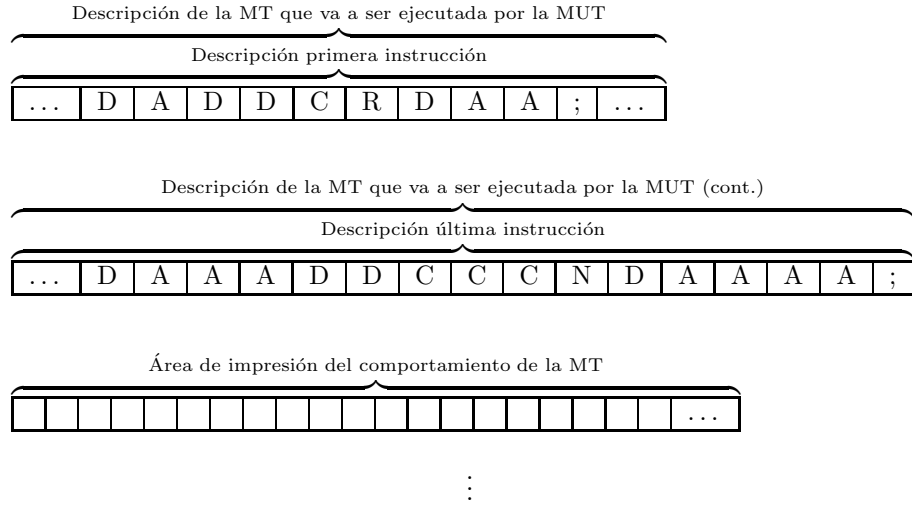 Descripción de la MT que va a ser ejecutada por la MUT
Descripción primera instrucción
... D A D D C R D A A ; ...
Descripción de la MT que va a ser ejecutada por la MUT (cont.)
Descripción última instrucción
... D A A A D D C C C N D A A A A ;
Área de impresión del comportamiento de la MT
...
⋮